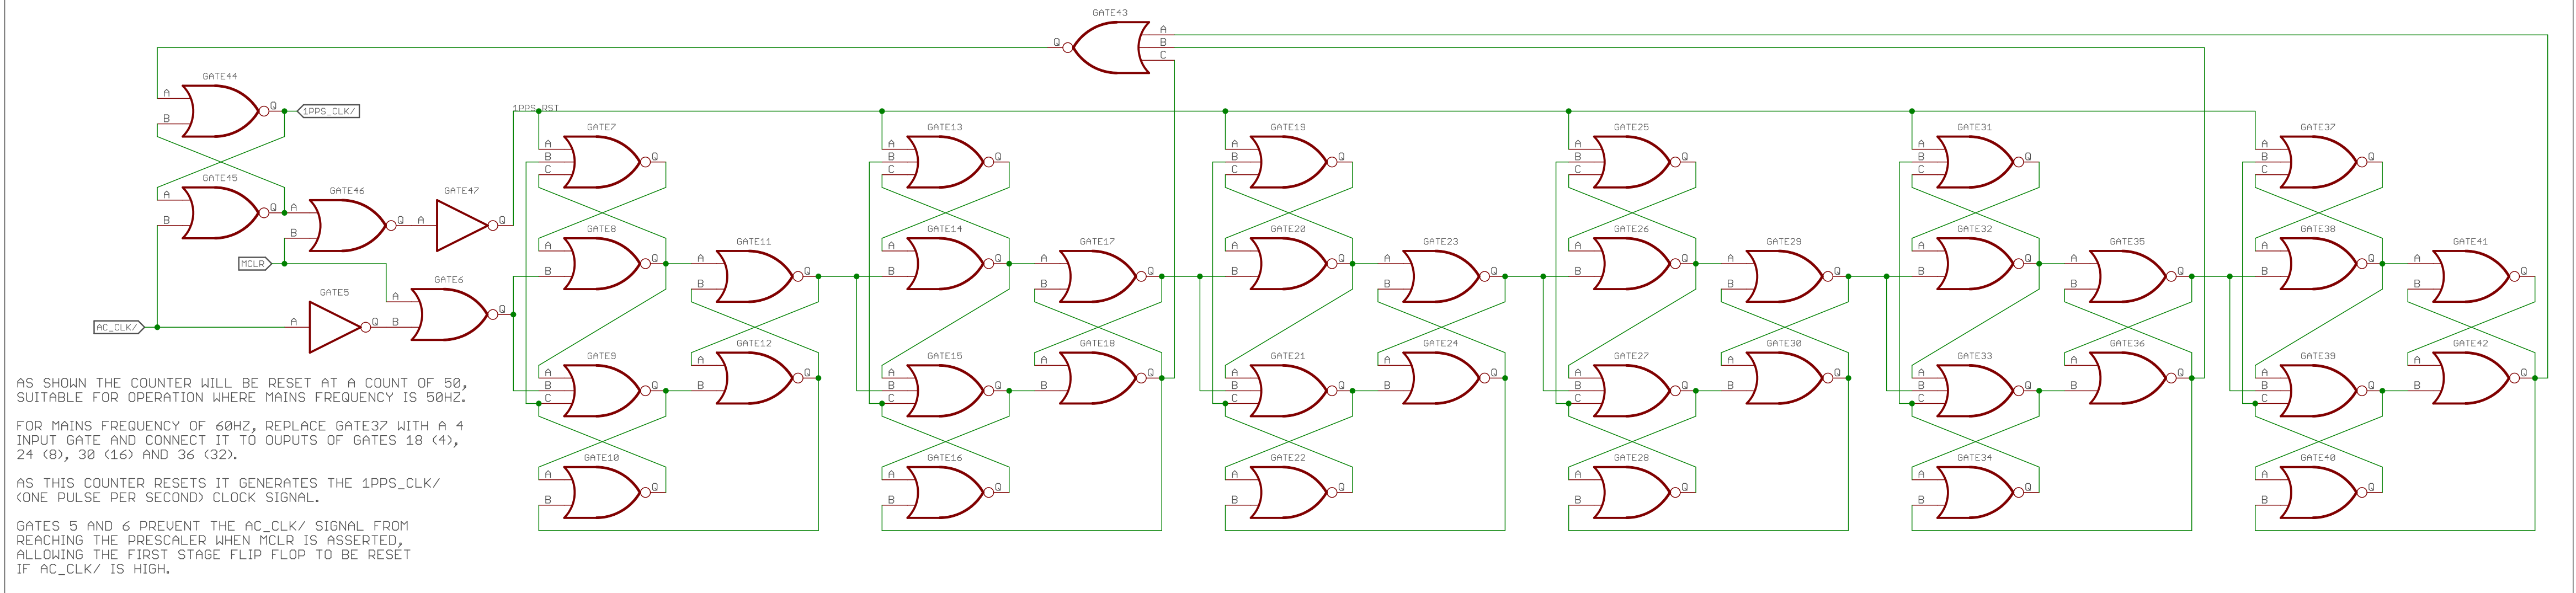 GATE43
A
Q
B
C
GATE44
A
Q
1PPS_CLK/
B
1PPS_RST
GATE7
GATE13
GATE19
GATE25
GATE31
GATE37
A
B
Q
C
A
B
Q
C
A
B
Q
C
A
B
Q
C
A
B
Q
C
A
B
Q
C
GATE45
GATE46
GATE47
A
Q
A
B
B
Q
A
Q
GATE8
GATE11
GATE14
GATE17
GATE20
GATE23
GATE26
GATE29
GATE32
GATE35
GATE38
GATE41
A
Q
A
B
Q
B
A
Q
A
B
Q
B
A
Q
A
B
Q
B
A
Q
A
B
Q
B
A
Q
A
B
Q
B
A
Q
A
B
Q
B
MCLR
GATE5
GATE6
A
Q
B
AC_CLK/
A
Q
GATE9
GATE12
GATE15
GATE18
GATE21
GATE24
GATE27
GATE30
GATE33
GATE36
GATE39
GATE42
A
B
Q
C
A
B
Q
A
B
Q
C
A
B
Q
A
B
Q
C
A
B
Q
A
B
Q
C
A
B
Q
A
B
Q
C
A
B
Q
A
B
Q
C
A
B
Q
GATE10
GATE16
GATE22
GATE28
GATE34
GATE40
A
Q
B
A
Q
B
A
Q
B
A
Q
B
A
Q
B
A
Q
B
AS SHOWN THE COUNTER WILL BE RESET AT A COUNT OF 50,
SUITABLE FOR OPERATION WHERE MAINS FREQUENCY IS 50HZ.
FOR MAINS FREQUENCY OF 60HZ, REPLACE GATE37 WITH A 4
INPUT GATE AND CONNECT IT TO OUPUTS OF GATES 18 (4),
24 (8), 30 (16) AND 36 (32).
AS THIS COUNTER RESETS IT GENERATES THE 1PPS_CLK/
(ONE PULSE PER SECOND) CLOCK SIGNAL.
GATES 5 AND 6 PREVENT THE AC_CLK/ SIGNAL FROM
REACHING THE PRESCALER WHEN MCLR IS ASSERTED,
ALLOWING THE FIRST STAGE FLIP FLOP TO BE RESET
IF AC_CLK/ IS HIGH.